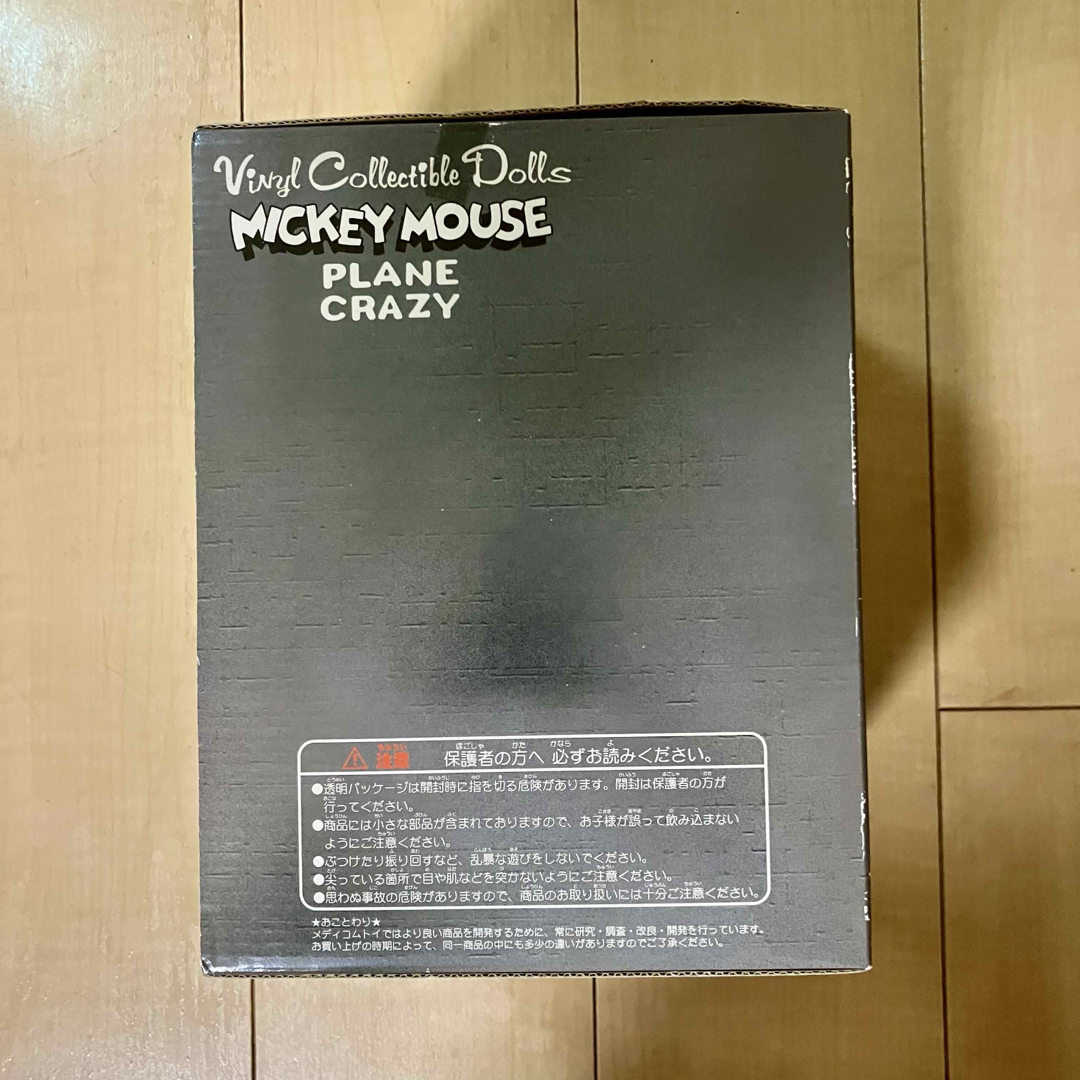 Vinyl Collectible Dolls
MICKEY MOUSE
PLANE
CRAZY
注意 保護者の方へ 必ずお読みください。
●透明パッケージは開封時に指を切る危険があります。開封は保護者の方が
行ってください。
●商品には小さな部品が含まれておりますので、お子様が誤って飲み込まない
ようにご注意ください。
●ぶつけたり振り回すなど、乱暴な遊びをしないでください。
●尖っている箇所で目や肌などを突かないようにご注意ください。
●思わぬ事故の危険がありますので、商品のお取り扱いには十分ご注意ください。
★おことわり★
メディコムトイではより良い商品を開発するために、常に研究・調査・改良・開発を行っています。
お買い上げの時期によって、同一商品の中にも多少の違いがありますのでご了承ください。